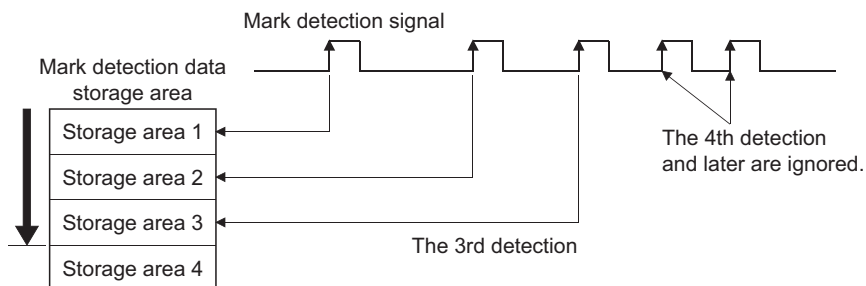 Mark detection signal
Mark detection data
storage area
Storage area 1
Storage area 2
Storage area 3
Storage area 4
The 3rd detection
The 4th detection
and later are ignored.